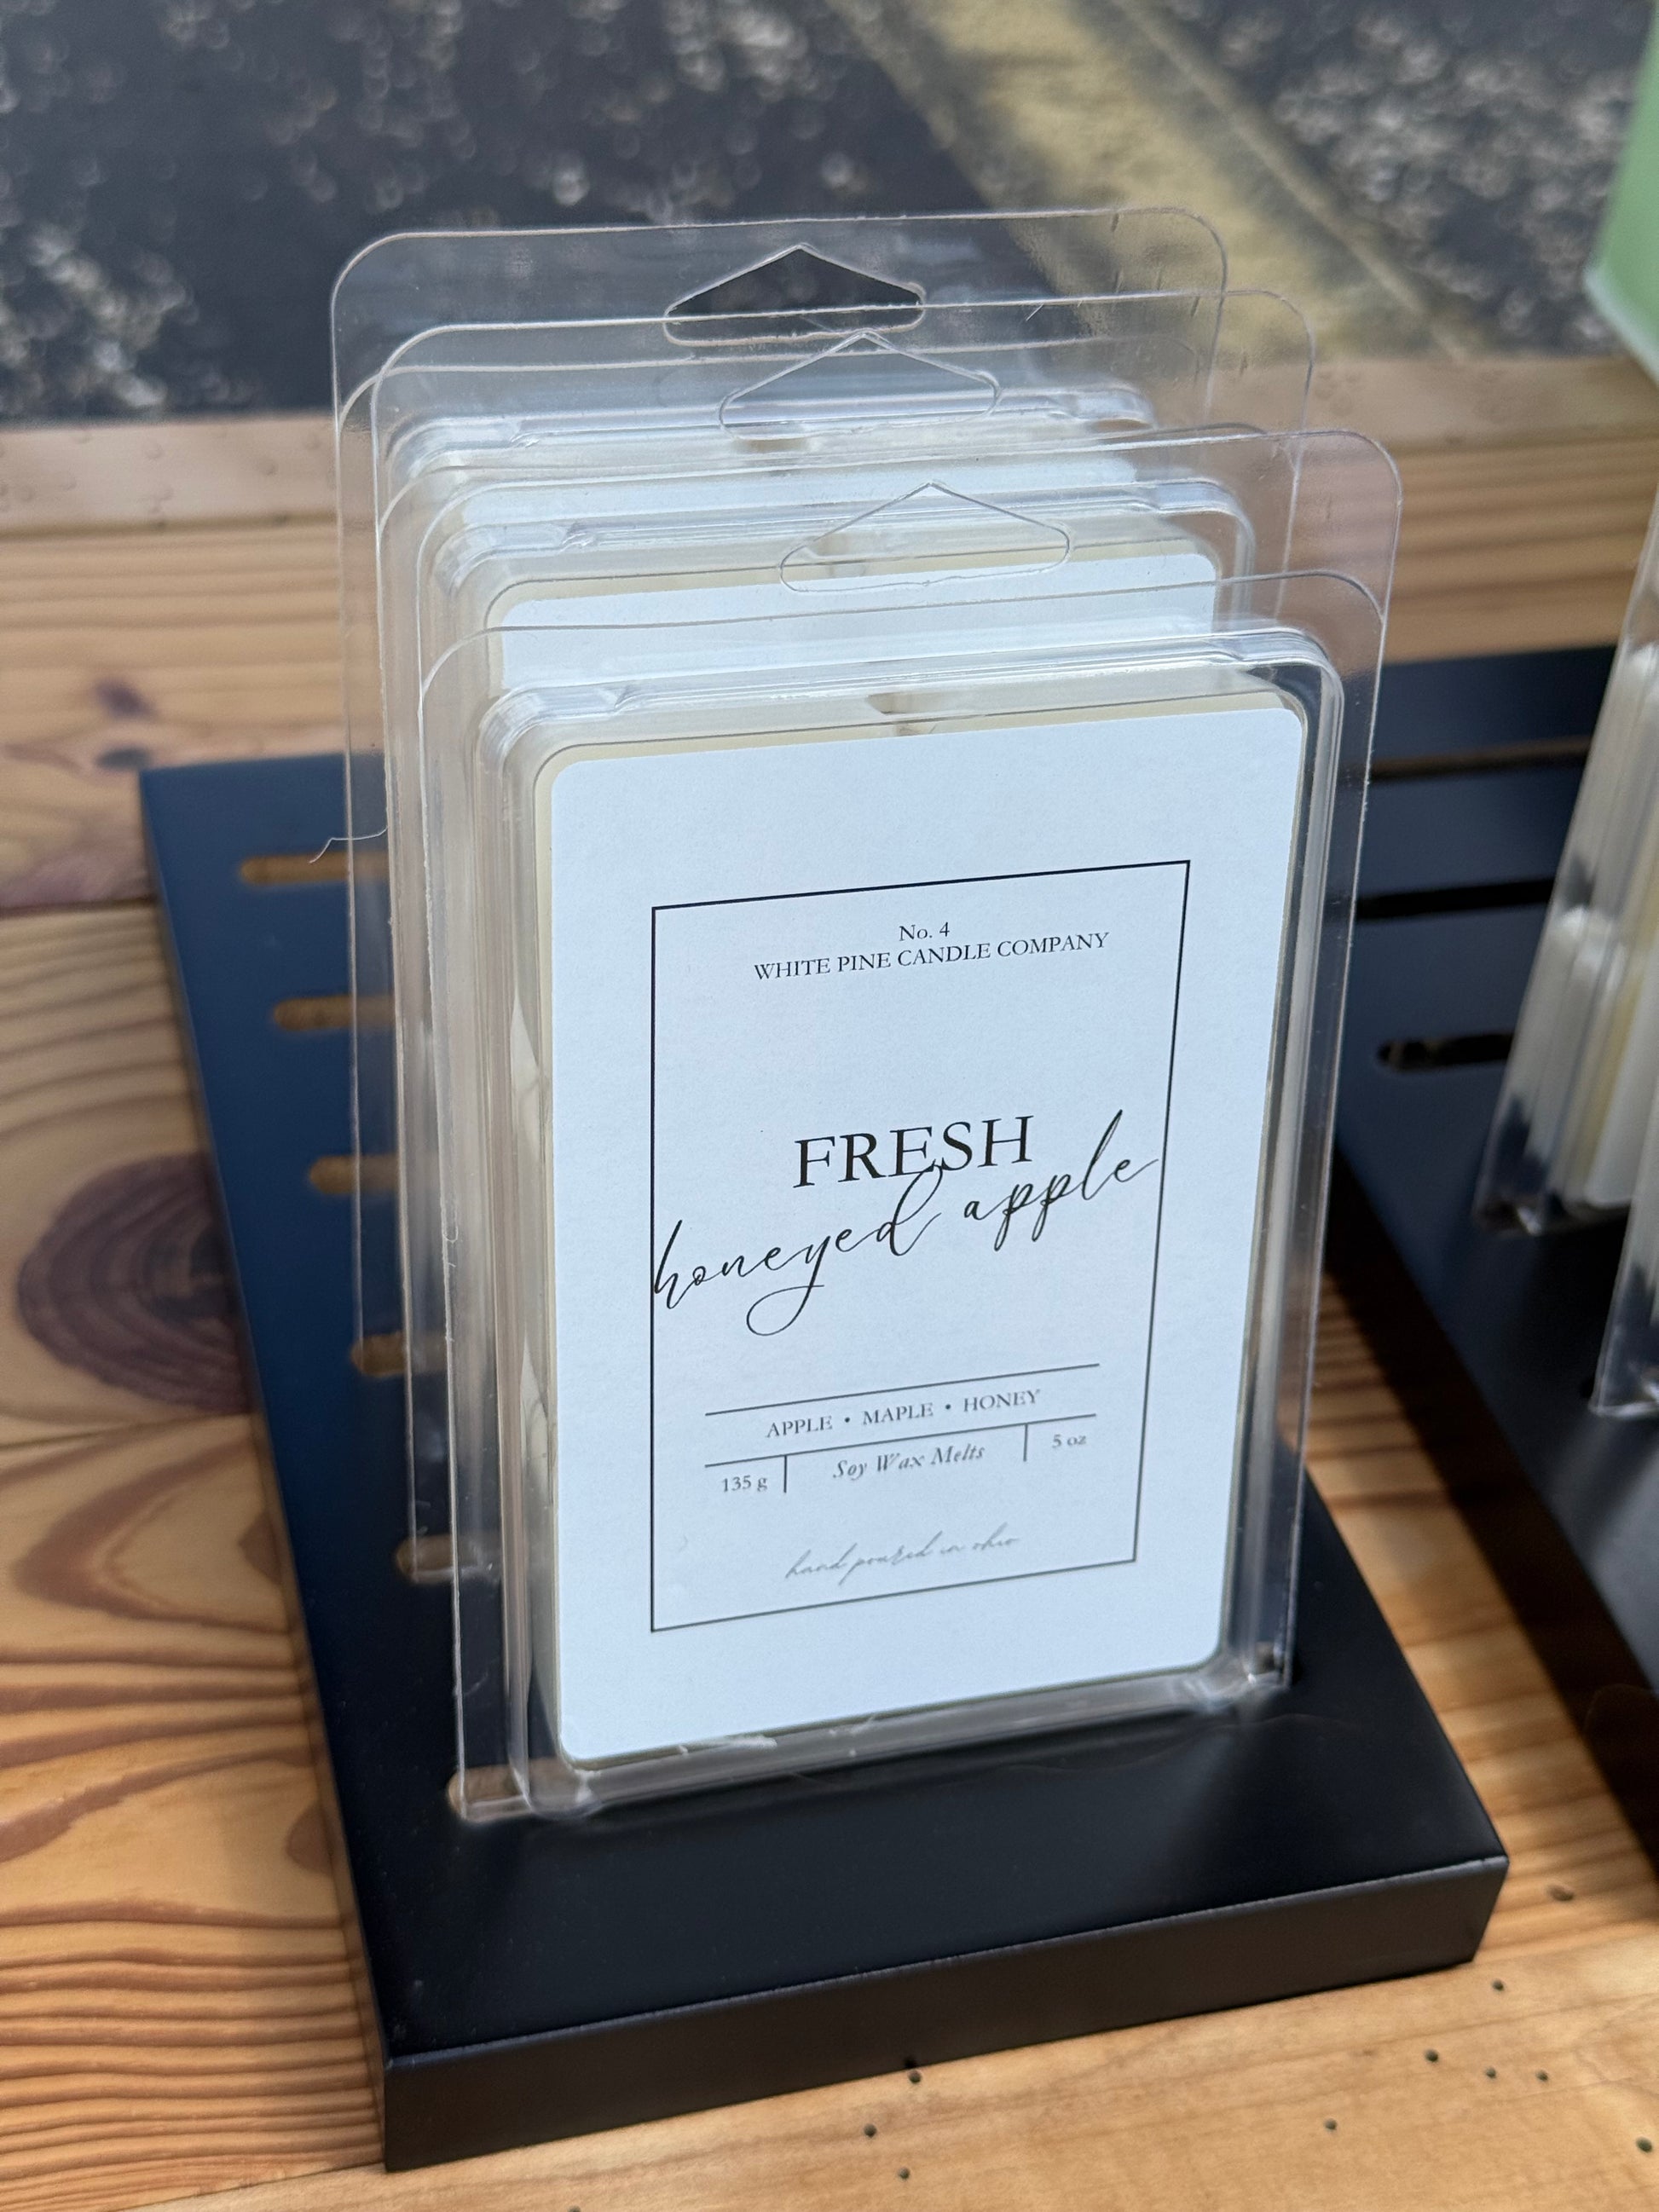 No. 4
WHITE PINE CANDLE COMPANY
FRESH
honeyed apple
APPLE • MAPLE • HONEY
135 g Soy Wax Melts 5 oz
hand poured in ohio